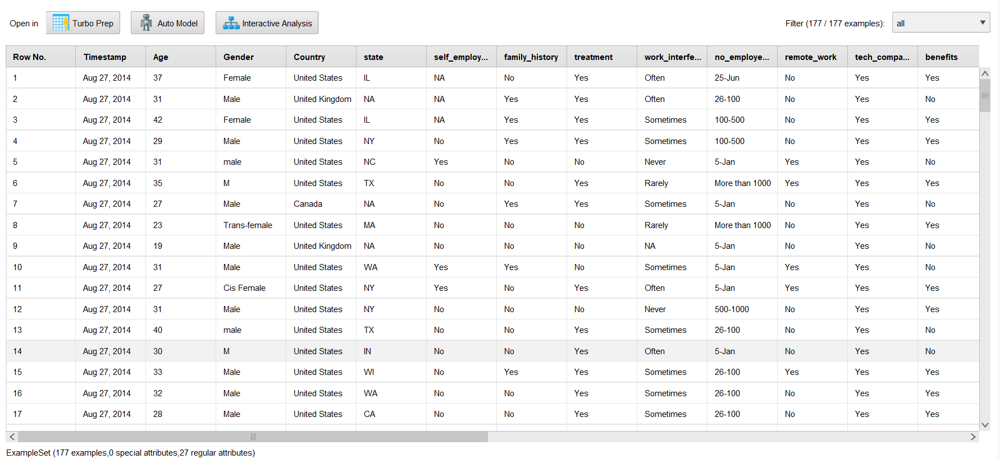 Open in Turbo Prep Auto Model Interactive Analysis Filter (177 / 177 examples): all
Row No. Timestamp Age Gender Country state self_employ... family_history treatment work_interfe... no_employe... remote_work tech_compa... benefits
1 Aug 27, 2014 37 Female United States IL NA No Yes Often 25-Jun No Yes Yes
2 Aug 27, 2014 31 Male United Kingdom NA NA Yes Yes Often 26-100 No Yes No
3 Aug 27, 2014 42 Female United States IL NA Yes Yes Sometimes 100-500 No Yes Yes
4 Aug 27, 2014 29 Male United States NY No Yes Yes Sometimes 100-500 No Yes Yes
5 Aug 27, 2014 31 male United States NC Yes No No Never 5-Jan Yes Yes No
6 Aug 27, 2014 35 M United States TX No No Yes Rarely More than 1000 Yes Yes Yes
7 Aug 27, 2014 27 Male Canada NA No Yes Yes Sometimes 5-Jan No Yes No
8 Aug 27, 2014 23 Trans-female United States MA No No No Rarely More than 1000 No Yes Yes
9 Aug 27, 2014 19 Male United Kingdom NA No No No NA 5-Jan No Yes No
10 Aug 27, 2014 31 Male United States WA Yes Yes No Sometimes 5-Jan Yes Yes No
11 Aug 27, 2014 27 Cis Female United States NY Yes No Yes Often 5-Jan Yes Yes Yes
12 Aug 27, 2014 31 Male United States NY No No No Never 500-1000 No Yes Yes
13 Aug 27, 2014 40 male United States TX No No Yes Sometimes 26-100 No Yes No
14 Aug 27, 2014 30 M United States IN No No Yes Often 5-Jan No Yes No
15 Aug 27, 2014 33 Male United States WI No Yes Yes Sometimes 26-100 Yes Yes Yes
16 Aug 27, 2014 32 Male United States WA No No Yes Sometimes 26-100 No Yes Yes
17 Aug 27, 2014 28 Male United States CA No No Yes Sometimes 26-100 No Yes Yes
ExampleSet (177 examples,0 special attributes,27 regular attributes)